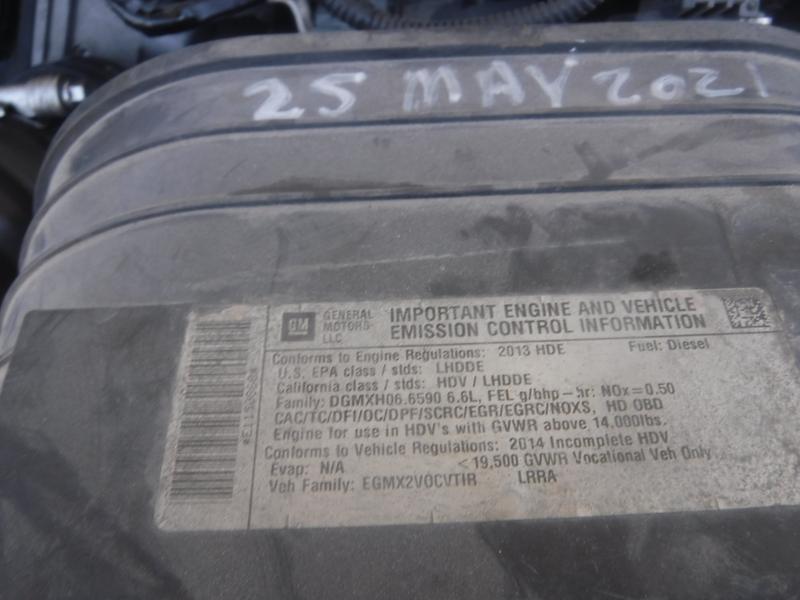 25 MAY 2021
GM
GENERAL
MOTORS
LLC
IMPORTANT ENGINE AND VEHICLE
EMISSION CONTROL INFORMATION
Conforms to Engine Regulations: 2013 HDE Fuel: Diesel
U.S. EPA class / stds: LHDDE
California class / stds: HDV / LHDDE
Family: DGMXH06.6590 6.6L, FEL g/bhp-hr: NOx=0.50
CAC/TC/DFI/OC/DPF/SCRC/EGR/EGRC/NOXS, HD OBD
Engine for use in HDV's with GVWR above 14,000lbs.
Conforms to Vehicle Regulations: 2014 Incomplete HDV
Evap: N/A <19,500 GVWR Vocational Veh Only
Veh Family: EGMX2VOCVTIR LRRA